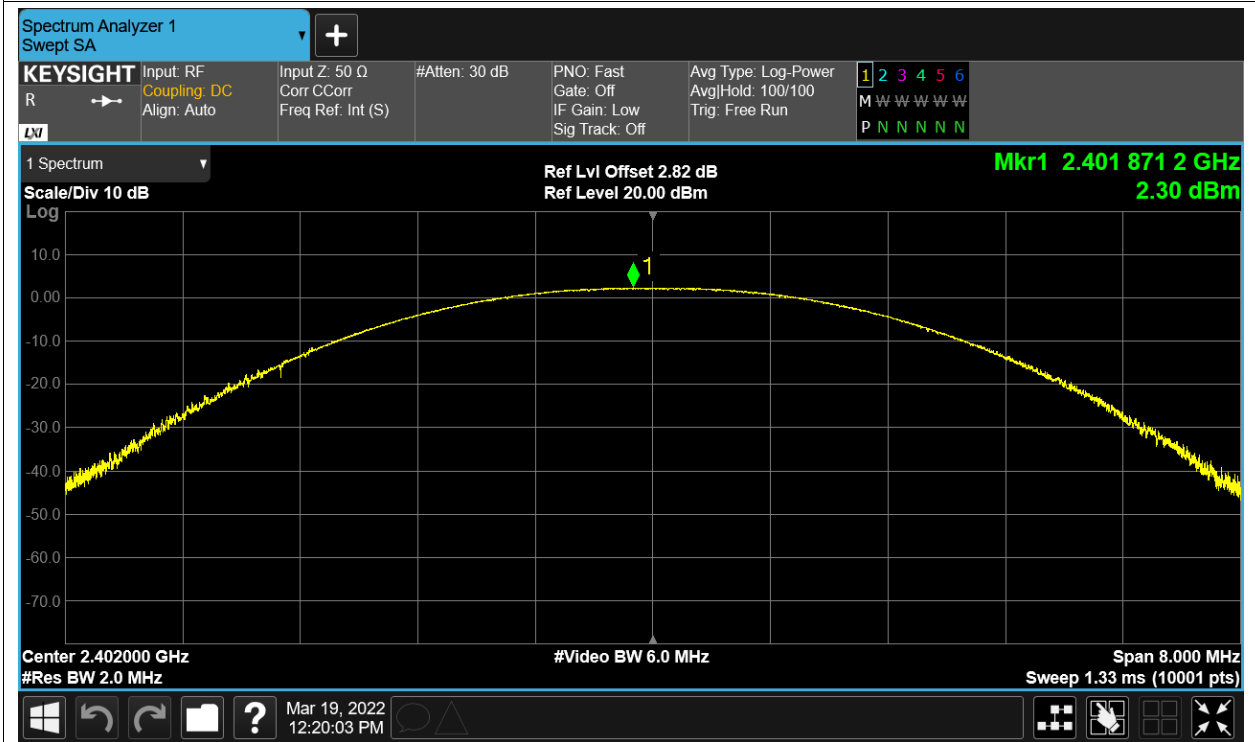 Spectrum Analyzer 1
Swept SA
KEYSIGHT
R
LXI
Input: RF
Coupling: DC
Align: Auto
Input Z: 50 Ω
Corr CCorr
Freq Ref: Int (S)
#Atten: 30 dB
PNO: Fast
Gate: Off
IF Gain: Low
Sig Track: Off
Avg Type: Log-Power
Avg|Hold: 100/100
Trig: Free Run
1 2 3 4 5 6
M W W W W W
P N N N N N
1 Spectrum
Scale/Div 10 dB
Log
Ref Lvl Offset 2.82 dB
Ref Level 20.00 dBm
Mkr1 2.401 871 2 GHz
2.30 dBm
1
10.0
0.00
-10.0
-20.0
-30.0
-40.0
-50.0
-60.0
-70.0
Center 2.402000 GHz
#Res BW 2.0 MHz
#Video BW 6.0 MHz
Span 8.000 MHz
Sweep 1.33 ms (10001 pts)
?
Mar 19, 2022
12:20:03 PM